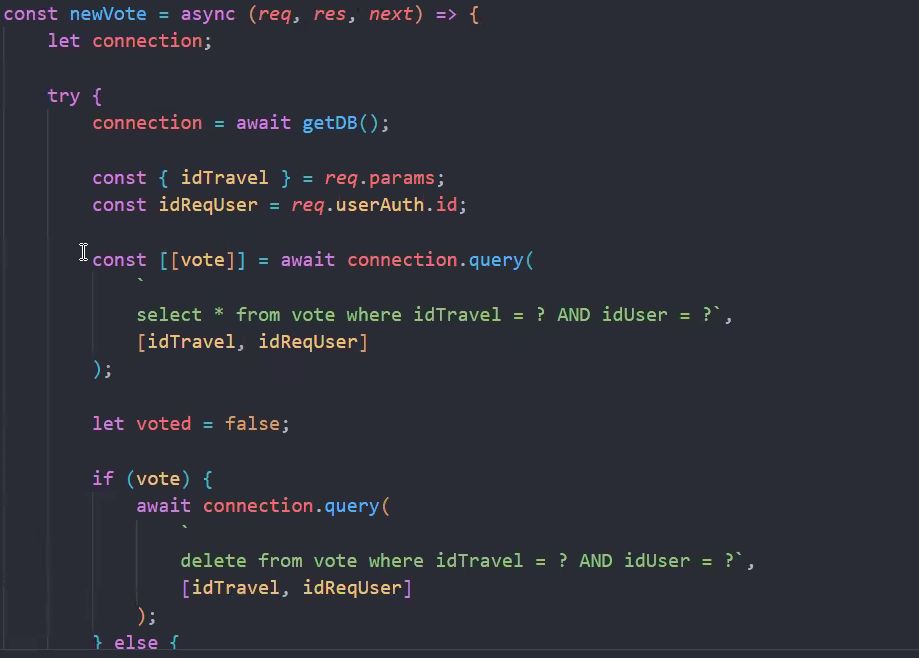 const newVote = async (req, res, next) => {
    let connection;

    try {
        connection = await getDB();

        const { idTravel } = req.params;
        const idReqUser = req.userAuth.id;

        const [[vote]] = await connection.query(
            `
            select * from vote where idTravel = ? AND idUser = ?`,
            [idTravel, idReqUser]
        );

        let voted = false;

        if (vote) {
            await connection.query(
                `
                delete from vote where idTravel = ? AND idUser = ?`,
                [idTravel, idReqUser]
            );
        } else {